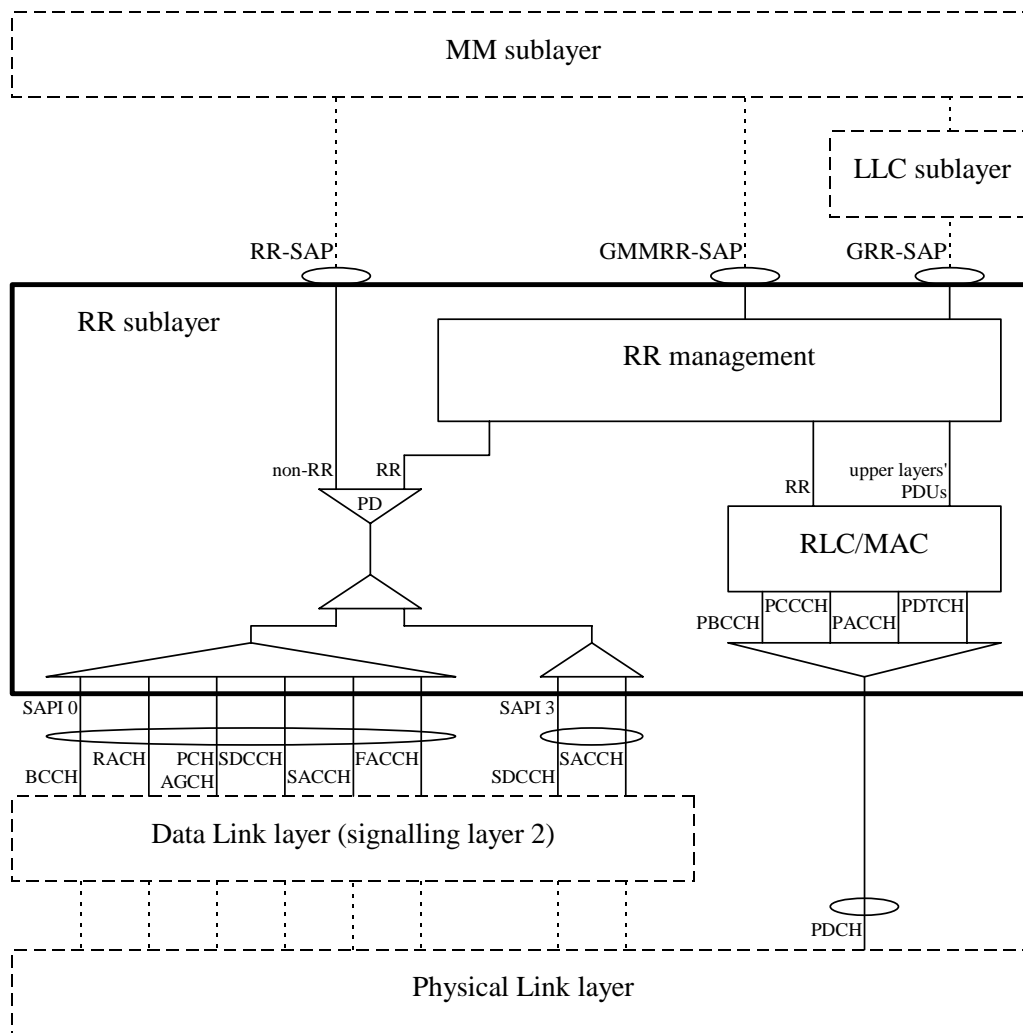 MM sublayer
LLC sublayer
RR-SAP
GMMRR-SAP
GRR-SAP
RR sublayer
RR management
non-RR
RR
PD
RR
upper layers'
PDUs
RLC/MAC
PBCCH
PCCCH
PACCH
PDTCH
SAPI 0
SAPI 3
BCCH
RACH
PCH
AGCH
SDCCH
SACCH
FACCH
SDCCH
SACCH
Data Link layer (signalling layer 2)
PDCH
Physical Link layer